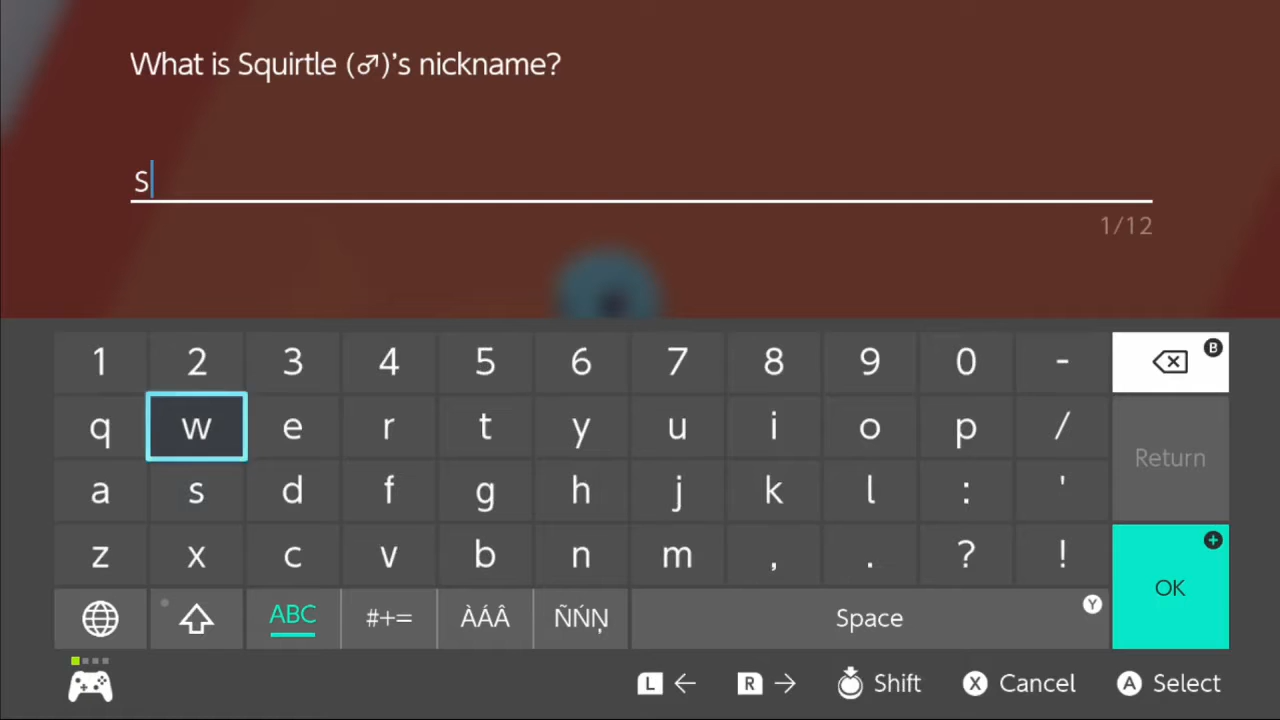 What is Squirtle (♂)'s nickname?
S
1/12
1 2 3 4 5 6 7 8 9 0 - B
q w e r t y u i o p / Return
a s d f g h j k l : '
z x c v b n m , . ? ! OK +
ABC #+= ÀÁÂ ÑŃŅ Space Y
L ← R → Shift X Cancel A Select